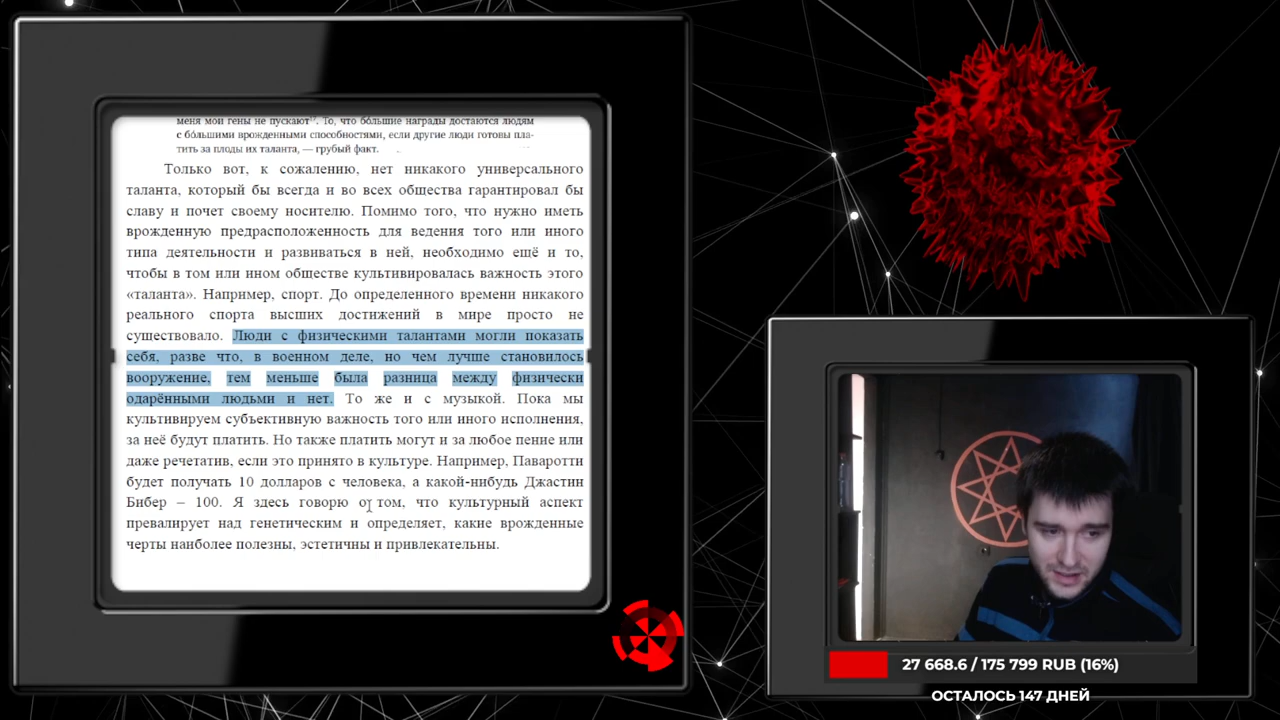 меня мои гены не пускают¹⁷. То, что бо́льшие награды достаются людям
с бо́льшими врожденными способностями, если другие люди готовы пла-
тить за плоды их таланта, — грубый факт.
Только вот, к сожалению, нет никакого универсального
таланта, который бы всегда и во всех общества гарантировал бы
славу и почет своему носителю. Помимо того, что нужно иметь
врожденную предрасположенность для ведения того или иного
типа деятельности и развиваться в ней, необходимо ещё и то,
чтобы в том или ином обществе культивировалась важность этого
«таланта». Например, спорт. До определенного времени никакого
реального спорта высших достижений в мире просто не
существовало. Люди с физическими талантами могли показать
себя, разве что, в военном деле, но чем лучше становилось
вооружение, тем меньше была разница между физически
одарёнными людьми и нет. То же и с музыкой. Пока мы
культивируем субъективную важность того или иного исполнения,
за неё будут платить. Но также платить могут и за любое пение или
даже речетатив, если это принято в культуре. Например, Паваротти
будет получать 10 долларов с человека, а какой-нибудь Джастин
Бибер – 100. Я здесь говорю о том, что культурный аспект
превалирует над генетическим и определяет, какие врожденные
черты наиболее полезны, эстетичны и привлекательны.
27 668.6 / 175 799 RUB (16%)
ОСТАЛОСЬ 147 ДНЕЙ